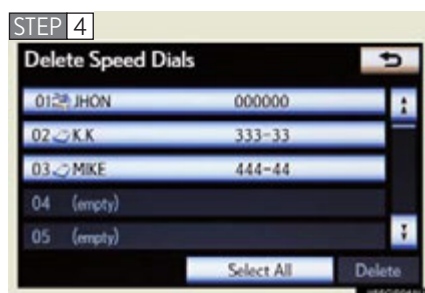 STEP 4
Delete Speed Dials
01 JHON 000000
02 K.K 333-33
03 MIKE 444-44
04 (empty)
05 (empty)
Select All Delete